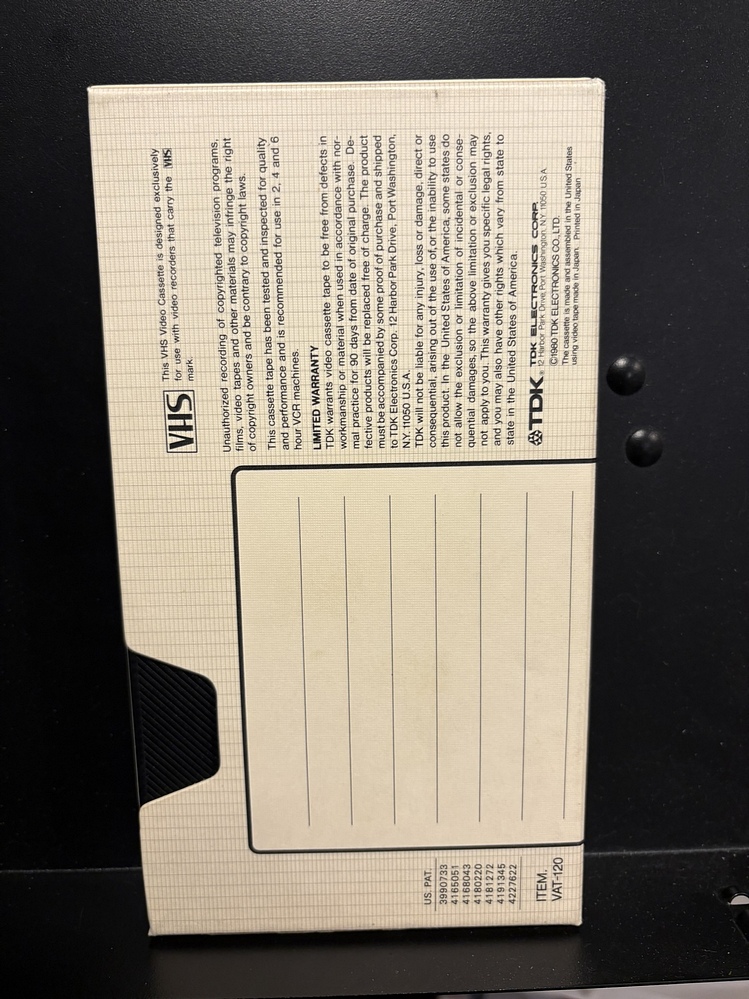 VHS
This VHS Video Cassette is designed exclusively
for use with video recorders that carry the VHS
mark.
Unauthorized recording of copyrighted television programs,
films, video tapes and other materials may infringe the right
of copyright owners and be contrary to copyright laws.
This cassette tape has been tested and inspected for quality
and performance and is recommended for use in 2, 4 and 6
hour VCR machines.
LIMITED WARRANTY
TDK warrants video cassette tape to be free from defects in
workmanship or material when used in accordance with nor-
mal practice for 90 days from date of original purchase. De-
fective products will be replaced free of charge. The product
must be accompanied by some proof of purchase and shipped
to TDK Electronics Corp. 12 Harbor Park Drive, Port Washington,
NY. 11050 U.S.A.
TDK will not be liable for any injury, loss or damage, direct or
consequential, arising out of the use of, or the inability to use
this product. In the United States of America, some states do
not allow the exclusion or limitation of incidental or conse-
quential damages, so the above limitation or exclusion may
not apply to you. This warranty gives you specific legal rights,
and you may also have other rights which vary from state to
state in the United States of America.
TDK® TDK ELECTRONICS CORP.
12 Harbor Park Drive, Port Washington, N.Y. 11050 U.S.A.
©1980 TDK ELECTRONICS CO., LTD.
The cassette is made and assembled in the United States
using video tape made in Japan. Printed in Japan
US. PAT.
3990733
4165051
4168043
4180220
4181272
4191345
4227622
ITEM.
VAT-120